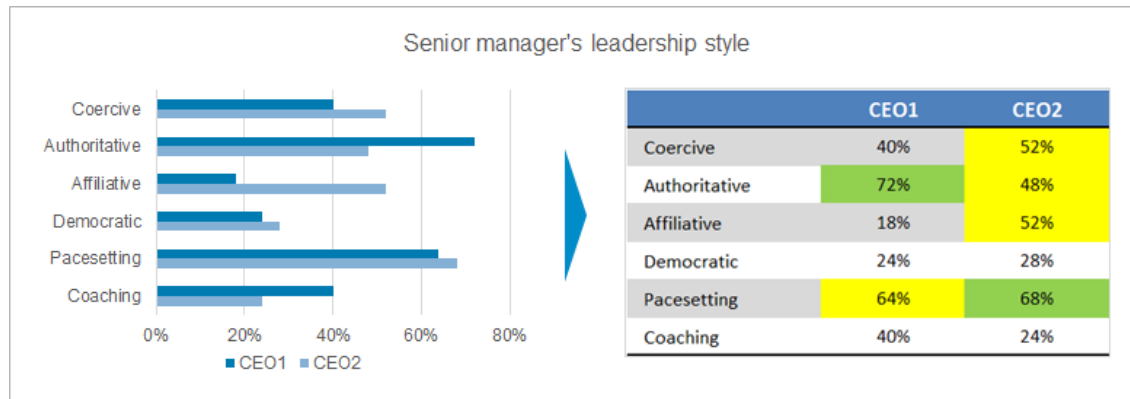 Senior manager's leadership style
Coercive
Authoritative
Affiliative
Democratic
Pacesetting
Coaching
0% 20% 40% 60% 80%
CEO1 CEO2
CEO1 CEO2
Coercive 40% 52%
Authoritative 72% 48%
Affiliative 18% 52%
Democratic 24% 28%
Pacesetting 64% 68%
Coaching 40% 24%